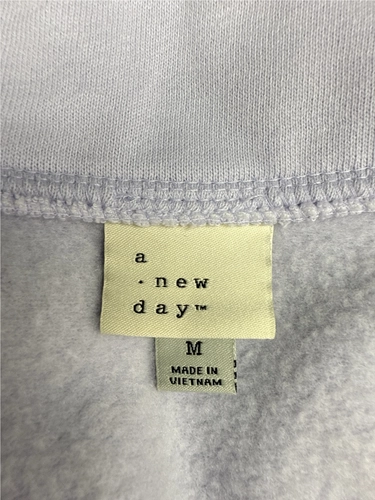 a
· new
day™
M
MADE IN
VIETNAM